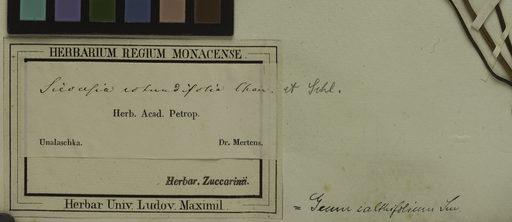 HERBARIUM REGIUM MONACENSE.
Sieversia rotundifolia Cham. et Schl.
Herb. Acad. Petrop.
Unalaschka. Dr. Mertens.
Herbar. Zuccarinii.
Herbar Univ. Ludov. Maximil.
= Geum calthifolium Sm